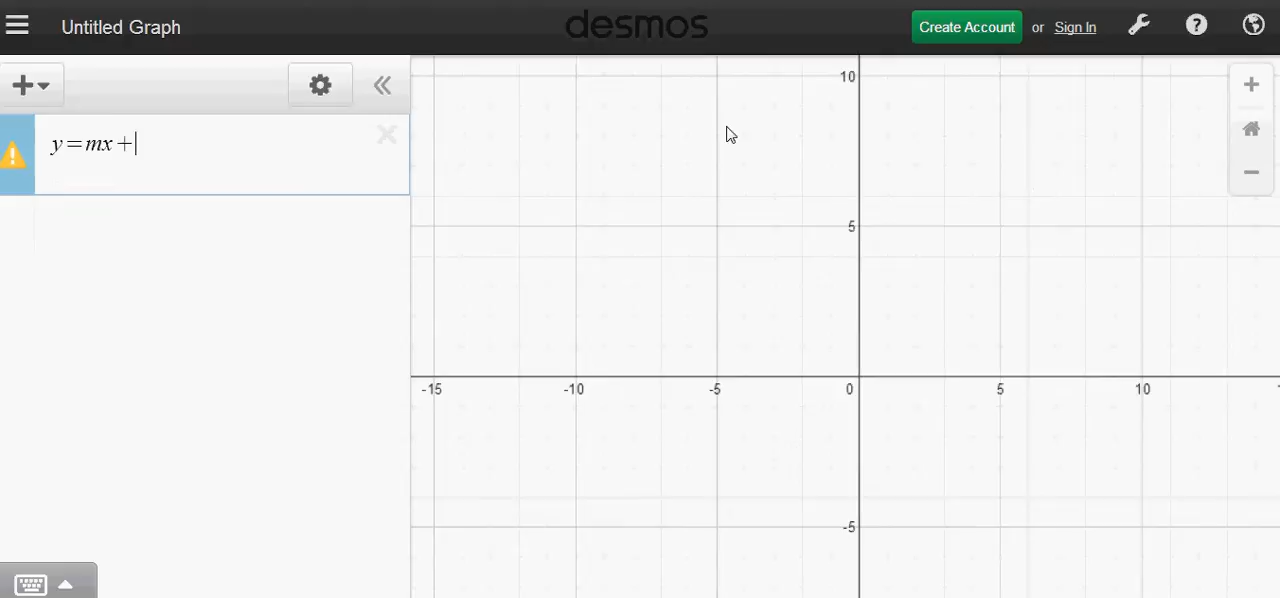 Untitled Graph
desmos
Create Account or Sign In
y=mx+
10
5
-15 -10 -5 0 5 10
-5